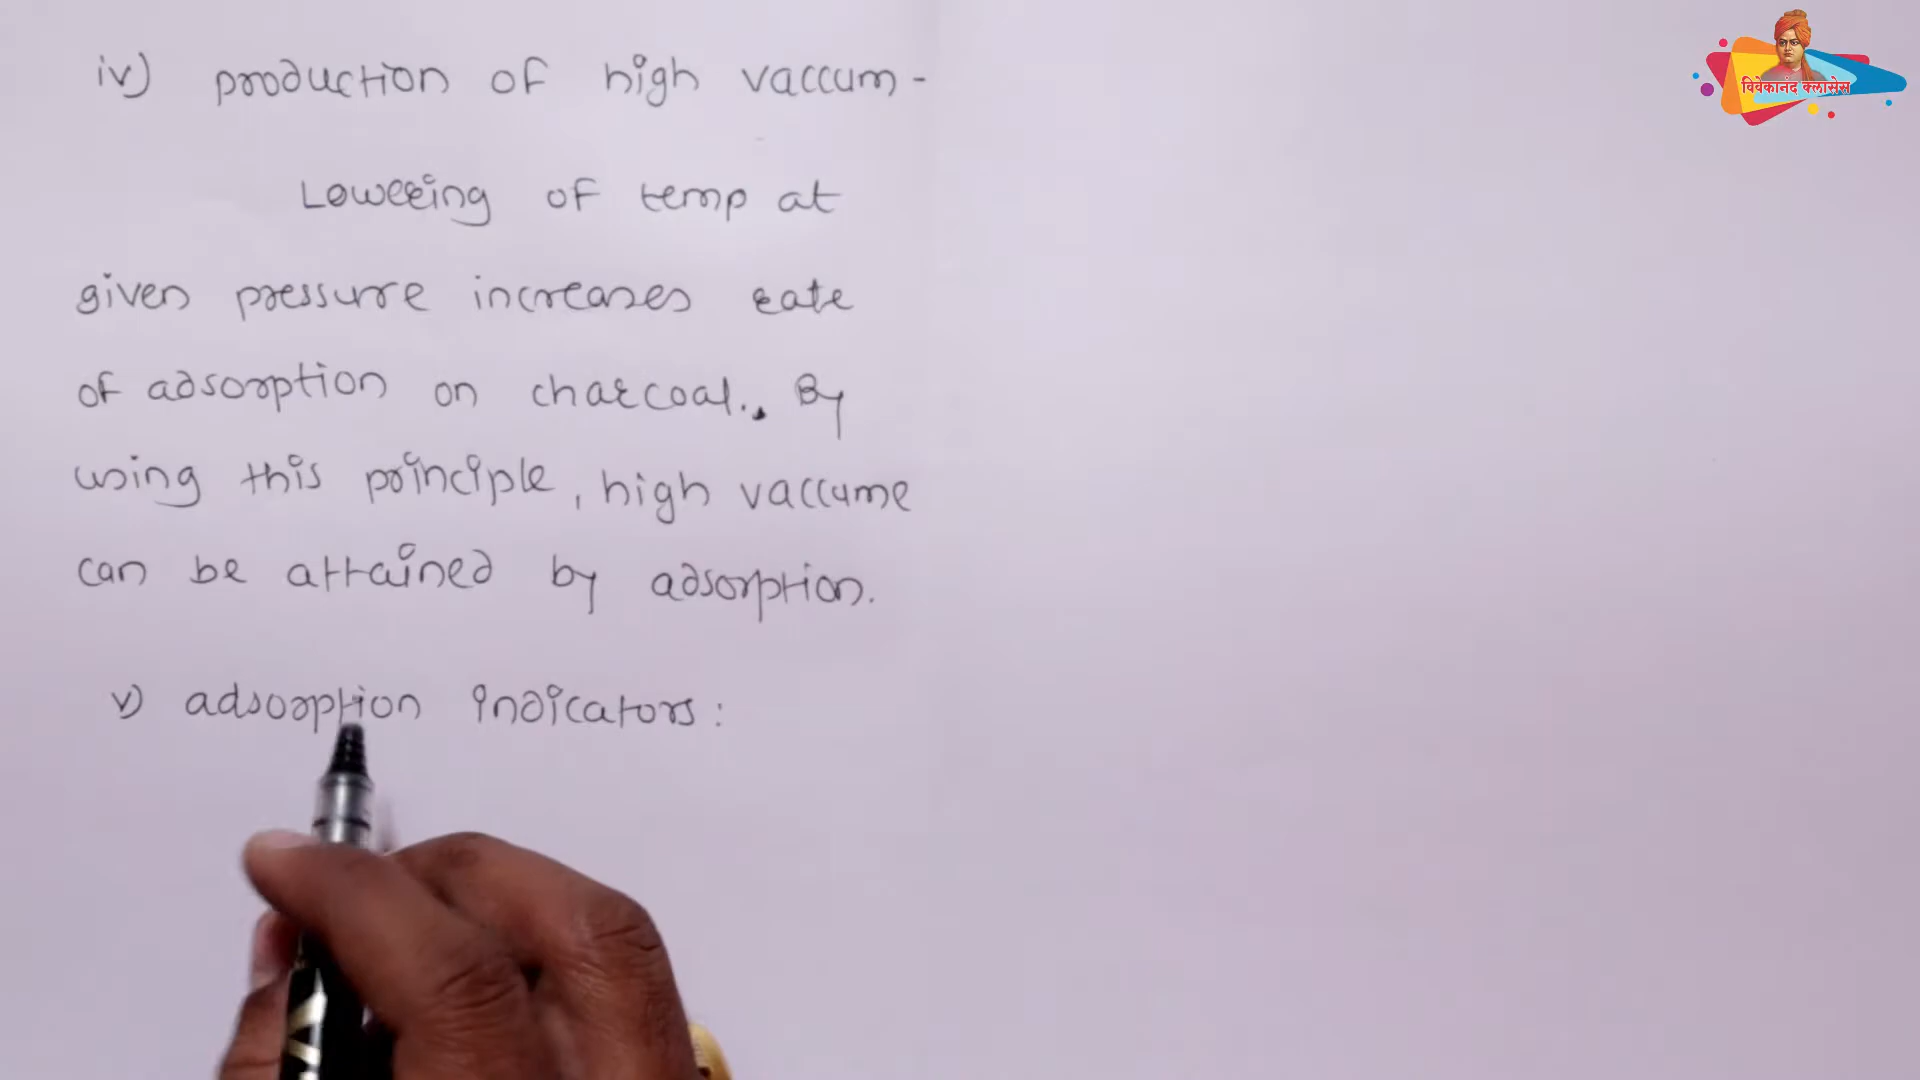 iv) production of high vaccum -
Lowering of temp at
given pressure increases rate
of adsorption on charcoal. By
using this principle, high vaccume
can be attained by adsorption.
v) adsorption indicators:
विवेकानंद क्लासेस